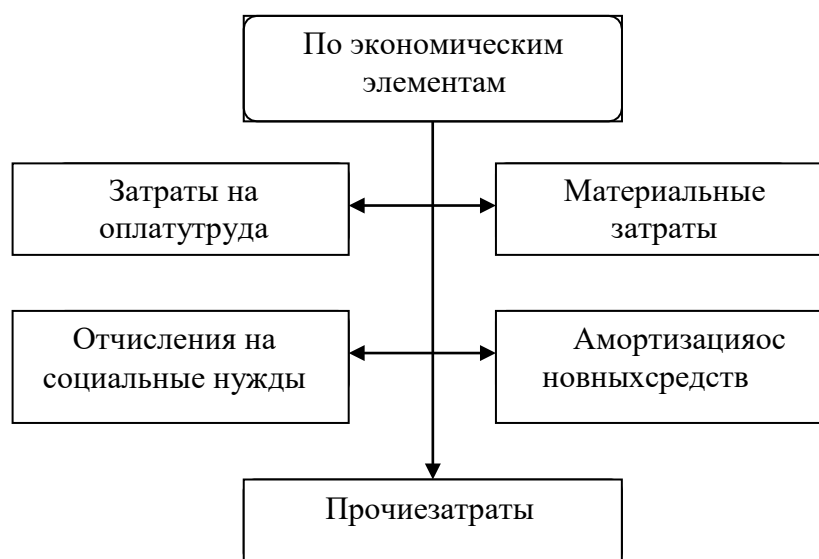 По экономическим
элементам
Затраты на
оплатутруда
Материальные
затраты
Отчисления на
социальные нужды
Амортизацияос
новныхсредств
Прочиезатраты